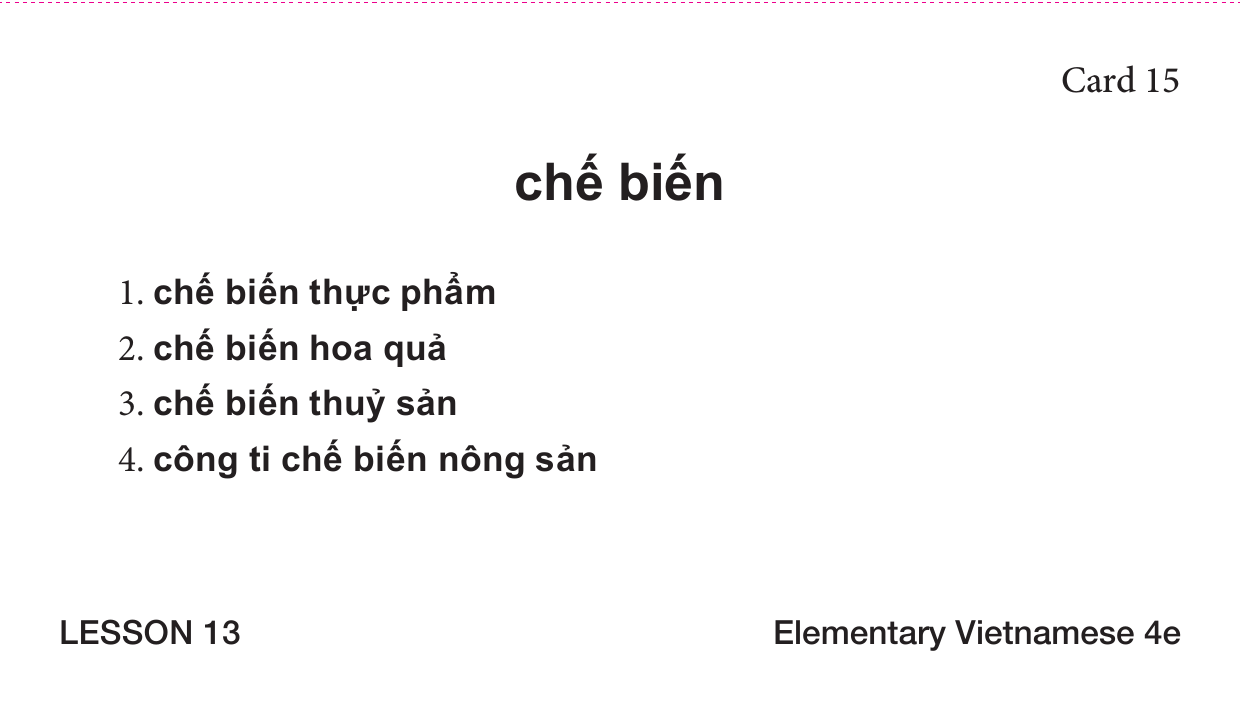 Card 15
chế biến
1. chế biến thực phẩm
2. chế biến hoa quả
3. chế biến thuỷ sản
4. công ti chế biến nông sản
LESSON 13
Elementary Vietnamese 4e